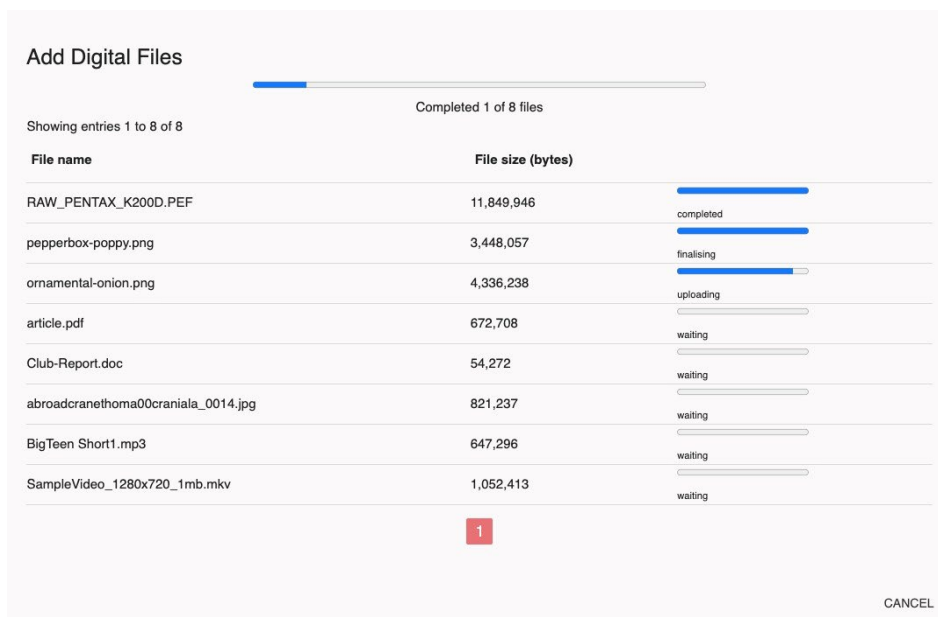 Add Digital Files
Completed 1 of 8 files
Showing entries 1 to 8 of 8
File name File size (bytes)
RAW_PENTAX_K200D.PEF 11,849,946 completed
pepperbox-poppy.png 3,448,057 finalising
ornamental-onion.png 4,336,238 uploading
article.pdf 672,708 waiting
Club-Report.doc 54,272 waiting
abroadcranethoma00craniala_0014.jpg 821,237 waiting
BigTeen Short1.mp3 647,296 waiting
SampleVideo_1280x720_1mb.mkv 1,052,413 waiting
1
CANCEL